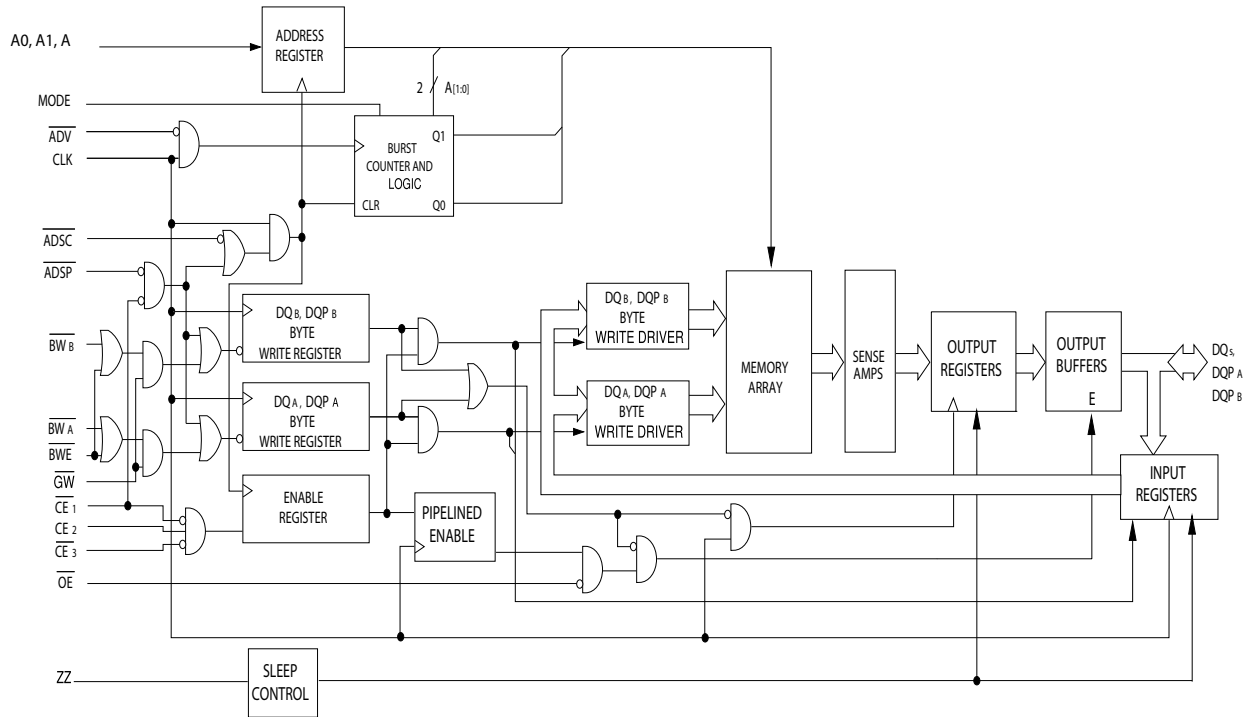 A0, A1, A
ADDRESS
REGISTER
MODE
2 A[1:0]
ADV
CLK
Q1
BURST
COUNTER AND
LOGIC
CLR Q0
ADSC
ADSP
DQ B, DQP B
BYTE
WRITE REGISTER
DQ B, DQP B
BYTE
WRITE DRIVER
BW B
MEMORY
ARRAY
SENSE
AMPS
OUTPUT
REGISTERS
OUTPUT
BUFFERS
E
DQ s,
DQP A
DQP B
DQ A, DQP A
BYTE
WRITE REGISTER
DQ A, DQP A
BYTE
WRITE DRIVER
BW A
BWE
GW
CE 1
CE 2
CE 3
ENABLE
REGISTER
PIPELINED
ENABLE
INPUT
REGISTERS
OE
ZZ
SLEEP
CONTROL